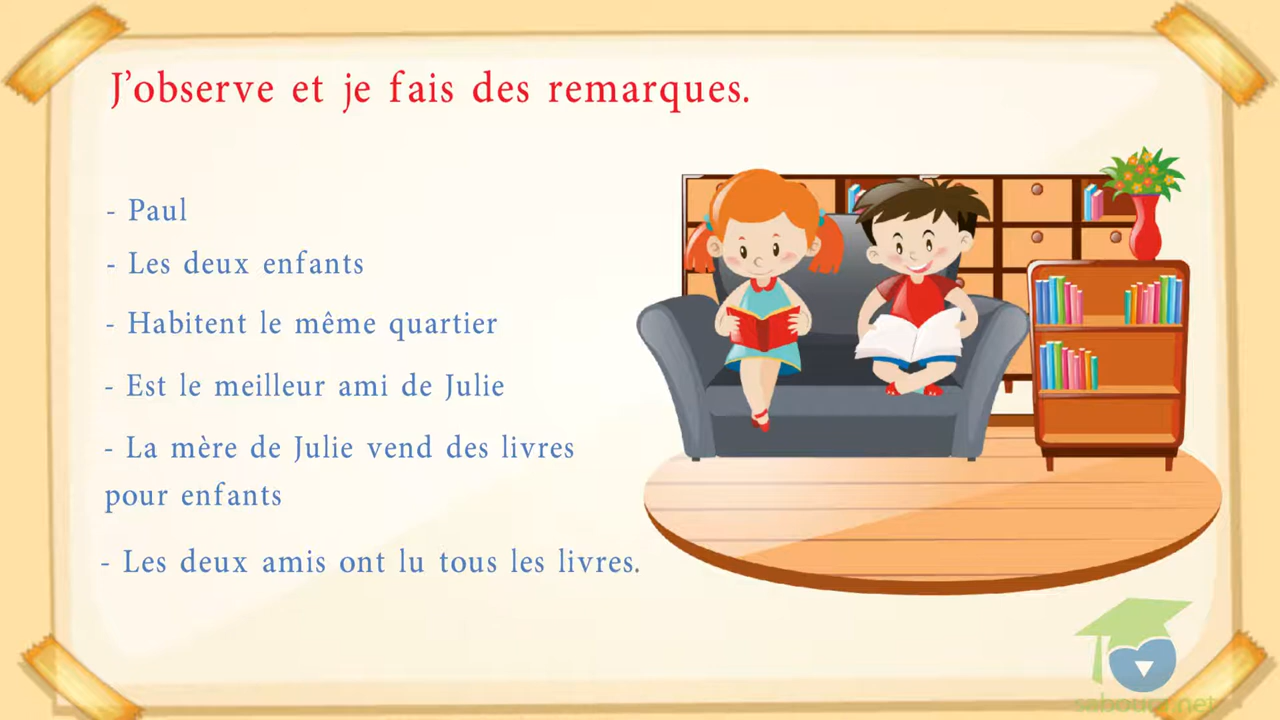 J'observe et je fais des remarques.
- Paul
- Les deux enfants
- Habitent le même quartier
- Est le meilleur ami de Julie
- La mère de Julie vend des livres
pour enfants
- Les deux amis ont lu tous les livres.